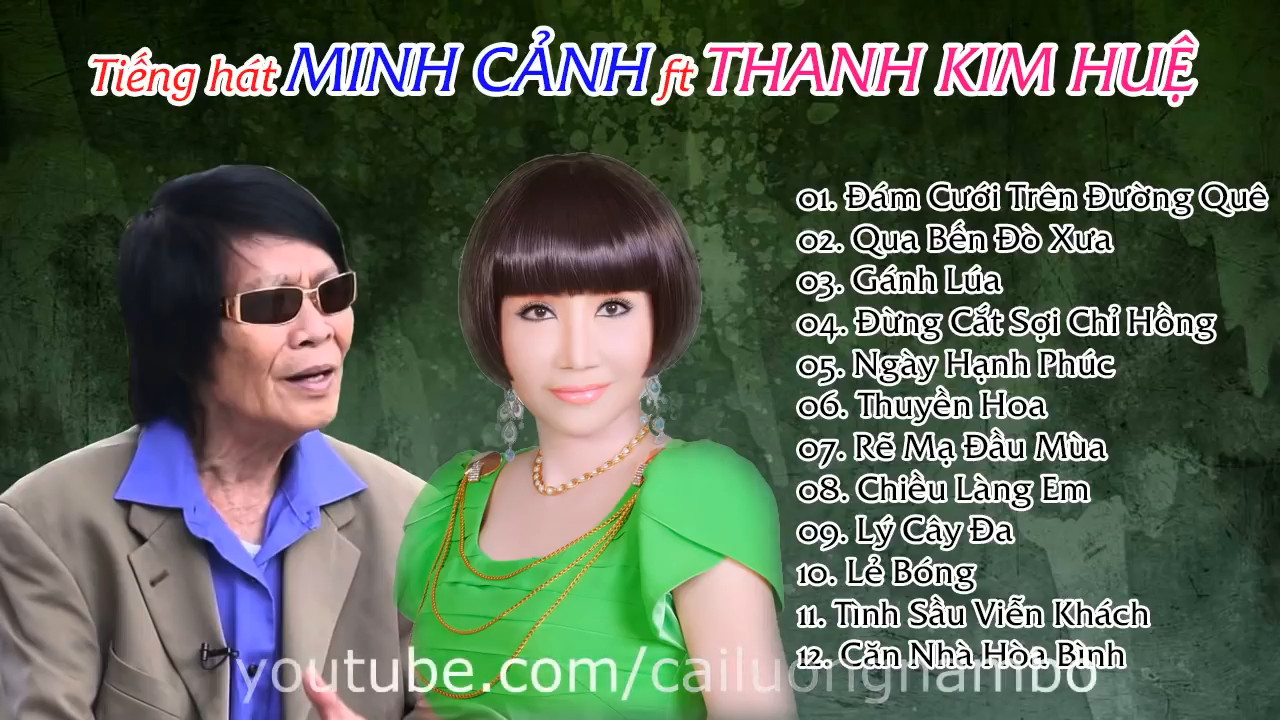 Tiếng hát MINH CẢNH ft THANH KIM HUỆ
01. Đám Cưới Trên Đường Quê
02. Qua Bến Đò Xưa
03. Gánh Lúa
04. Đừng Cắt Sợi Chỉ Hồng
05. Ngày Hạnh Phúc
06. Thuyền Hoa
07. Rẽ Mạ Đầu Mùa
08. Chiều Làng Em
09. Lý Cây Đa
10. Lẻ Bóng
11. Tình Sầu Viễn Khách
12. Căn Nhà Hòa Bình
youtube.com/cailuongnambo